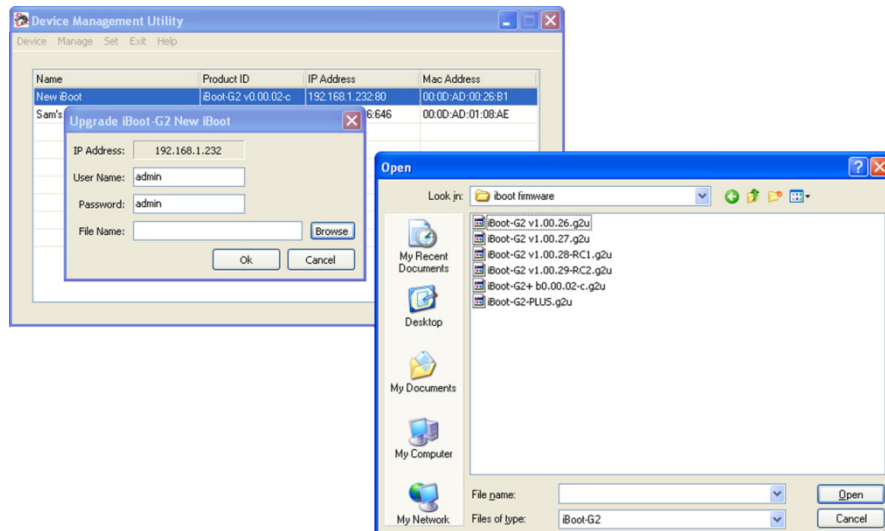 Device Management Utility
Device Manage Set Exit Help
Name Product ID IP Address Mac Address
New iBoot iBoot-G2 v0.00.02-c 192.168.1.232:80 00:0D:AD:00:26:B1
Sam's 6:646 00:0D:AD:01:08:AE
Upgrade iBoot-G2 New iBoot
IP Address: 192.168.1.232
User Name: admin
Password: admin
File Name: Browse
Ok Cancel
Open
Look in: iboot firmware
iBoot-G2 v1.00.26.g2u
iBoot-G2 v1.00.27.g2u
iBoot-G2 v1.00.28-RC1.g2u
iBoot-G2 v1.00.29-RC2.g2u
iBoot-G2+ b0.00.02-c.g2u
iBoot-G2-PLUS.g2u
My Recent
Documents
Desktop
My Documents
My Computer
My Network
File name: Open
Files of type: iBoot-G2 Cancel